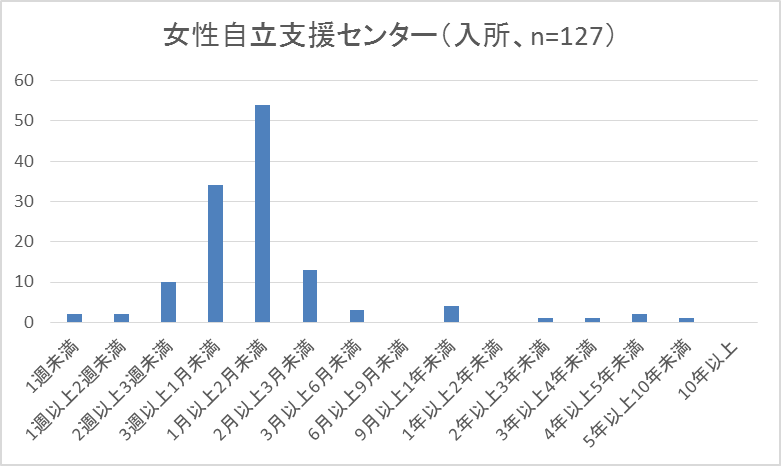 女性自立支援センター（入所、n=127）
60
50
40
30
20
10
0
1週未満
1週以上2週未満
2週以上3週未満
3週以上1月未満
1月以上2月未満
2月以上3月未満
3月以上6月未満
6月以上9月未満
9月以上1年未満
1年以上2年未満
2年以上3年未満
3年以上4年未満
4年以上5年未満
5年以上10年未満
10年以上